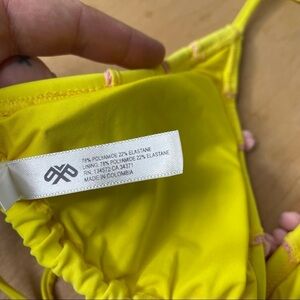 78% POLYAMIDE 22% ELASTANE
LINING: 78% POLYAMIDE 22% ELASTANE
RN. 134572 CA 34371
MADE IN COLOMBIA